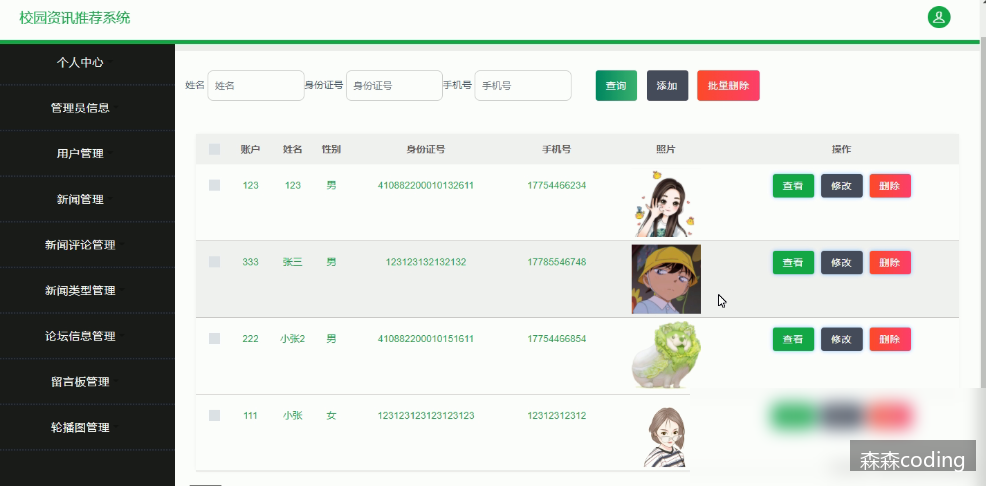 校园资讯推荐系统
个人中心
管理员信息
用户管理
新闻管理
新闻评论管理
新闻类型管理
论坛信息管理
留言板管理
轮播图管理
姓名 姓名 身份证号 身份证号 手机号 手机号 查询 添加 批量删除
账户 姓名 性别 身份证号 手机号 照片 操作
123 123 男 410882200010132611 17754466234 查看 修改 删除
333 张三 男 123123132132132 17785546748 查看 修改 删除
222 小张2 男 410882200010151611 17754466854 查看 修改 删除
111 小张 女 123123123123123123 12312312312
森森coding